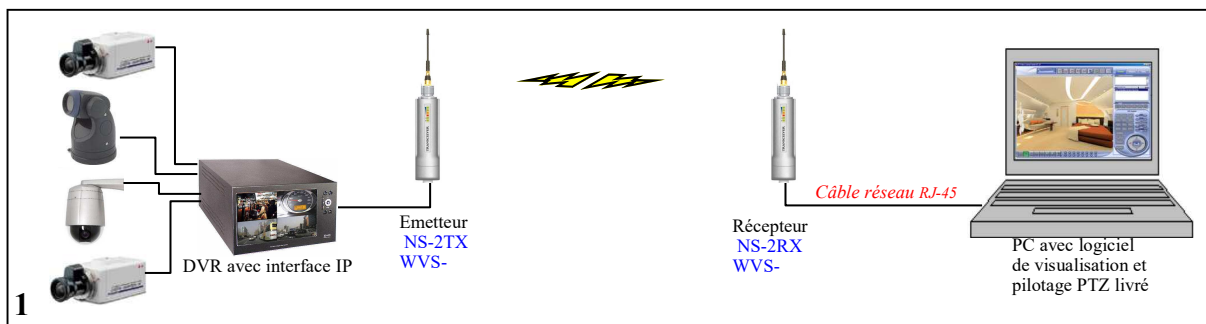 Câble réseau RJ-45
Emetteur
NS-2TX
WVS-
Récepteur
NS-2RX
WVS-
DVR avec interface IP
PC avec logiciel
de visualisation et
pilotage PTZ livré
1